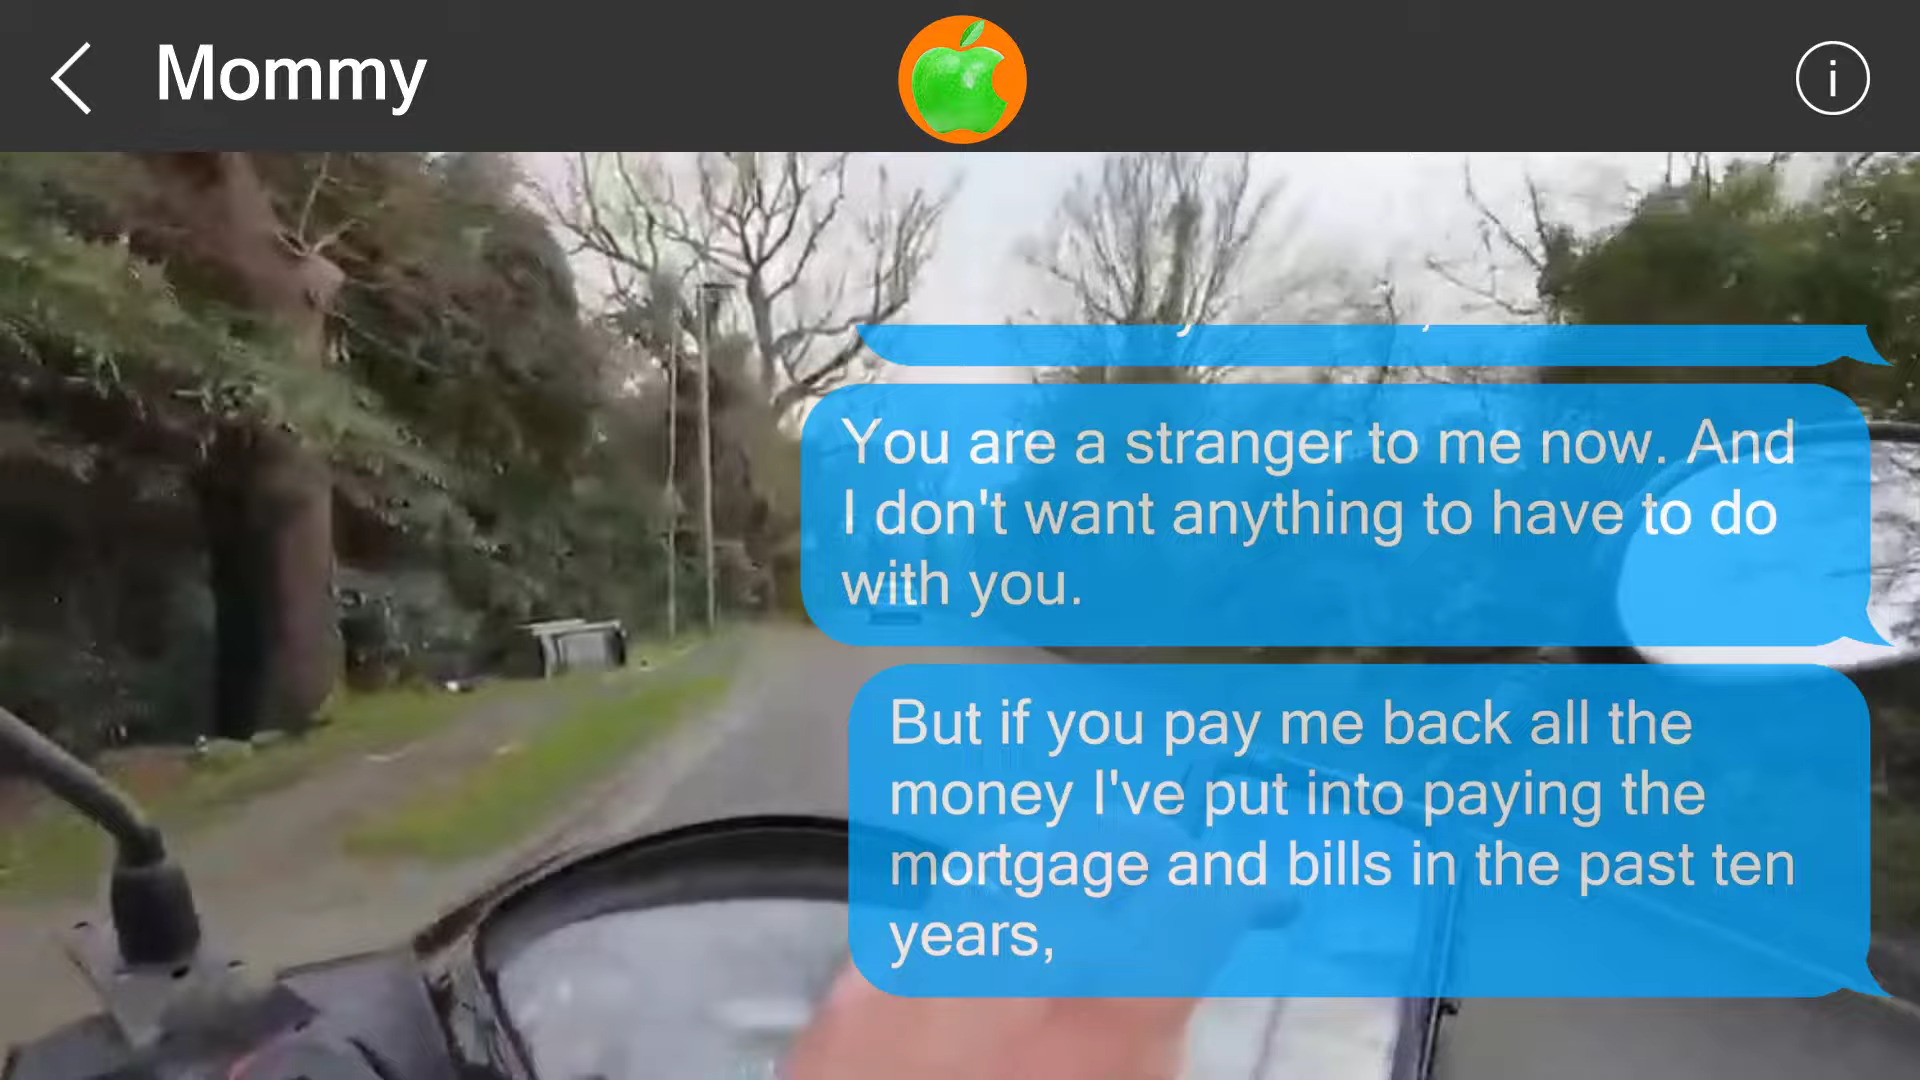 Mommy
i
You are a stranger to me now. And
I don't want anything to have to do
with you.
But if you pay me back all the
money I've put into paying the
mortgage and bills in the past ten
years,